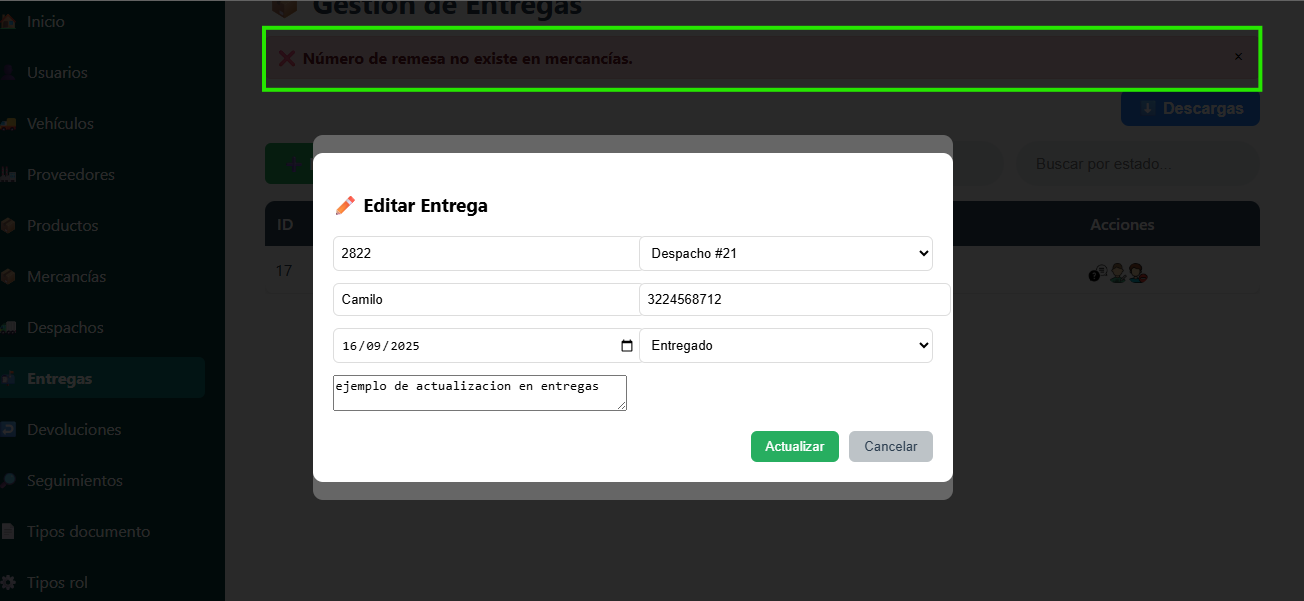 Inicio
Gestión de Entregas
❌ Número de remesa no existe en mercancías. ×
Usuarios
Descargas
Vehículos
Buscar por estado...
Proveedores
✏️ Editar Entrega
ID
Acciones
Productos
2822
Despacho #21
17
Mercancías
Camilo
3224568712
Despachos
16/09/2025
Entregado
Entregas
ejemplo de actualizacion en entregas
Devoluciones
Actualizar
Cancelar
Seguimientos
Tipos documento
Tipos rol